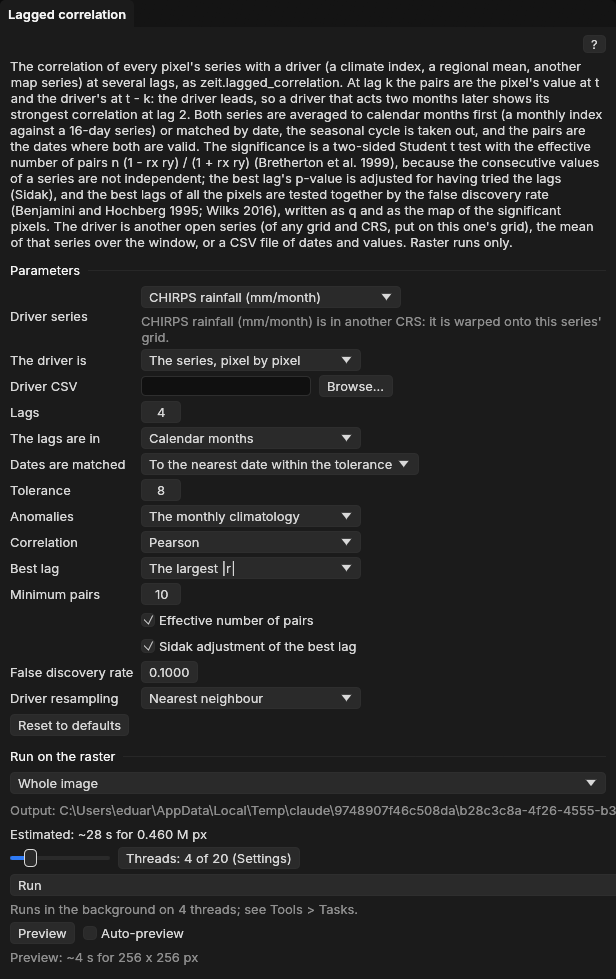 Lagged correlation
?
The correlation of every pixel's series with a driver (a climate index, a regional mean, another
map series) at several lags, as zeit.lagged_correlation. At lag k the pairs are the pixel's value at t
and the driver's at t - k: the driver leads, so a driver that acts two months later shows its
strongest correlation at lag 2. Both series are averaged to calendar months first (a monthly index
against a 16-day series) or matched by date, the seasonal cycle is taken out, and the pairs are
the dates where both are valid. The significance is a two-sided Student t test with the effective
number of pairs n (1 - rx ry) / (1 + rx ry) (Bretherton et al. 1999), because the consecutive values
of a series are not independent; the best lag's p-value is adjusted for having tried the lags
(Sidak), and the best lags of all the pixels are tested together by the false discovery rate
(Benjamini and Hochberg 1995; Wilks 2016), written as q and as the map of the significant
pixels. The driver is another open series (of any grid and CRS, put on this one's grid), the mean
of that series over the window, or a CSV file of dates and values. Raster runs only.
Parameters
Driver series CHIRPS rainfall (mm/month)
CHIRPS rainfall (mm/month) is in another CRS: it is warped onto this series'
grid.
The driver is The series, pixel by pixel
Driver CSV Browse...
Lags 4
The lags are in Calendar months
Dates are matched To the nearest date within the tolerance
Tolerance 8
Anomalies The monthly climatology
Correlation Pearson
Best lag The largest |r|
Minimum pairs 10
Effective number of pairs
Sidak adjustment of the best lag
False discovery rate 0.1000
Driver resampling Nearest neighbour
Reset to defaults
Run on the raster
Whole image
Output: C:\Users\eduar\AppData\Local\Temp\claude\9748907f46c508da\b28c3c8a-4f26-4555-b3
Estimated: ~28 s for 0.460 M px
Threads: 4 of 20 (Settings)
Run
Runs in the background on 4 threads; see Tools > Tasks.
Preview Auto-preview
Preview: ~4 s for 256 x 256 px